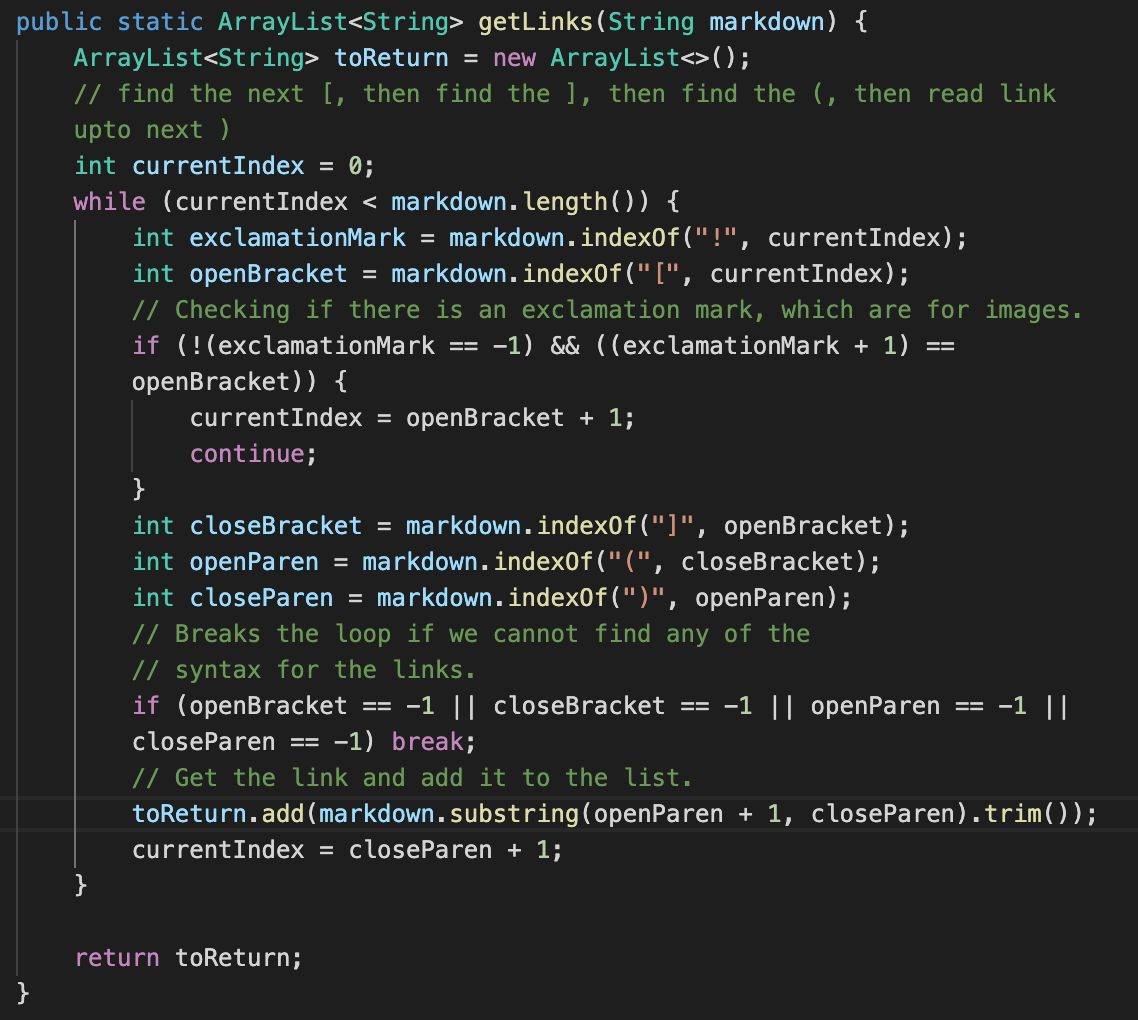 public static ArrayList<String> getLinks(String markdown) {
    ArrayList<String> toReturn = new ArrayList<>();
    // find the next [, then find the ], then find the (, then read link
    upto next )
    int currentIndex = 0;
    while (currentIndex < markdown.length()) {
        int exclamationMark = markdown.indexOf("!", currentIndex);
        int openBracket = markdown.indexOf("[", currentIndex);
        // Checking if there is an exclamation mark, which are for images.
        if (!(exclamationMark == -1) && ((exclamationMark + 1) ==
        openBracket)) {
            currentIndex = openBracket + 1;
            continue;
        }
        int closeBracket = markdown.indexOf("]", openBracket);
        int openParen = markdown.indexOf("(", closeBracket);
        int closeParen = markdown.indexOf(")", openParen);
        // Breaks the loop if we cannot find any of the
        // syntax for the links.
        if (openBracket == -1 || closeBracket == -1 || openParen == -1 ||
        closeParen == -1) break;
        // Get the link and add it to the list.
        toReturn.add(markdown.substring(openParen + 1, closeParen).trim());
        currentIndex = closeParen + 1;
    }

    return toReturn;
}